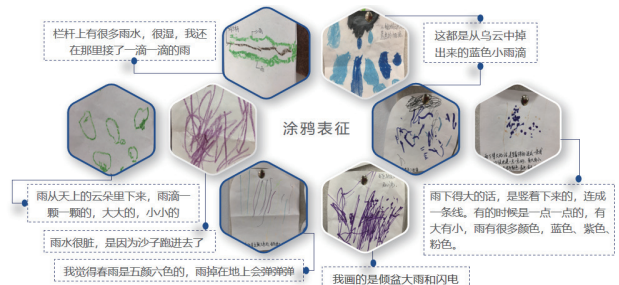 栏杆上有很多雨水，很湿，我还
在那里接了一滴一滴的雨
这都是从乌云中掉
出来的蓝色小雨滴
涂鸦表征
雨从天上的云朵里下来，雨滴一
颗一颗的，大大的，小小的
雨水很脏，是因为沙子跑进去了
我觉得春雨是五颜六色的，雨掉在地上会弹弹弹
我画的是倾盆大雨和闪电
雨下得大的话，是竖着下来的，连成
一条线。有的时候是一点一点的，有
大有小，雨有很多颜色，蓝色、紫色、
粉色。